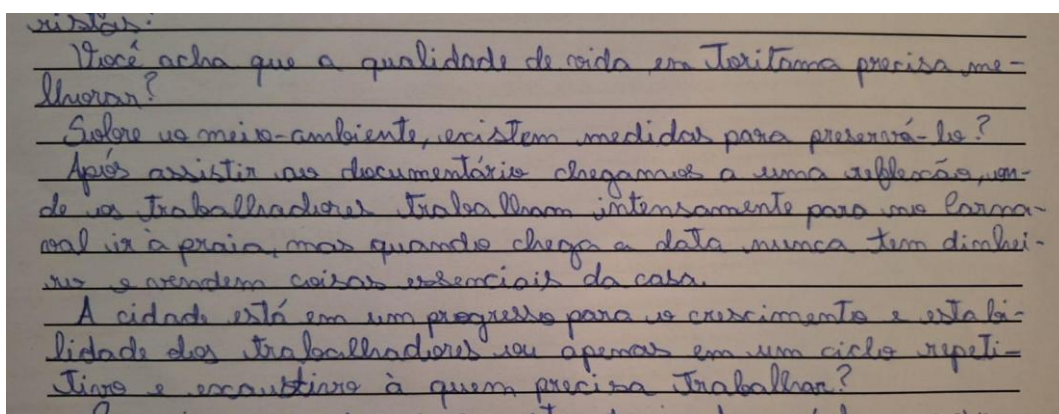 ristas:
Você acha que a qualidade de vida em Toritama precisa me-
lhorar?
Sobre o meio-ambiente, existem medidas para preservá-lo?
Após assistir ao documentário chegamos a uma reflexão, on-
de os trabalhadores trabalham intensamente para no Carna-
val ir à praia, mas quando chega a data nunca tem dinhei-
ro e vendem coisas essenciais da casa.
A cidade está em um progresso para o crescimento e estabi-
lidade dos trabalhadores ou apenas em um ciclo repeti-
tivo e excaustivo à quem precisa trabalhar?